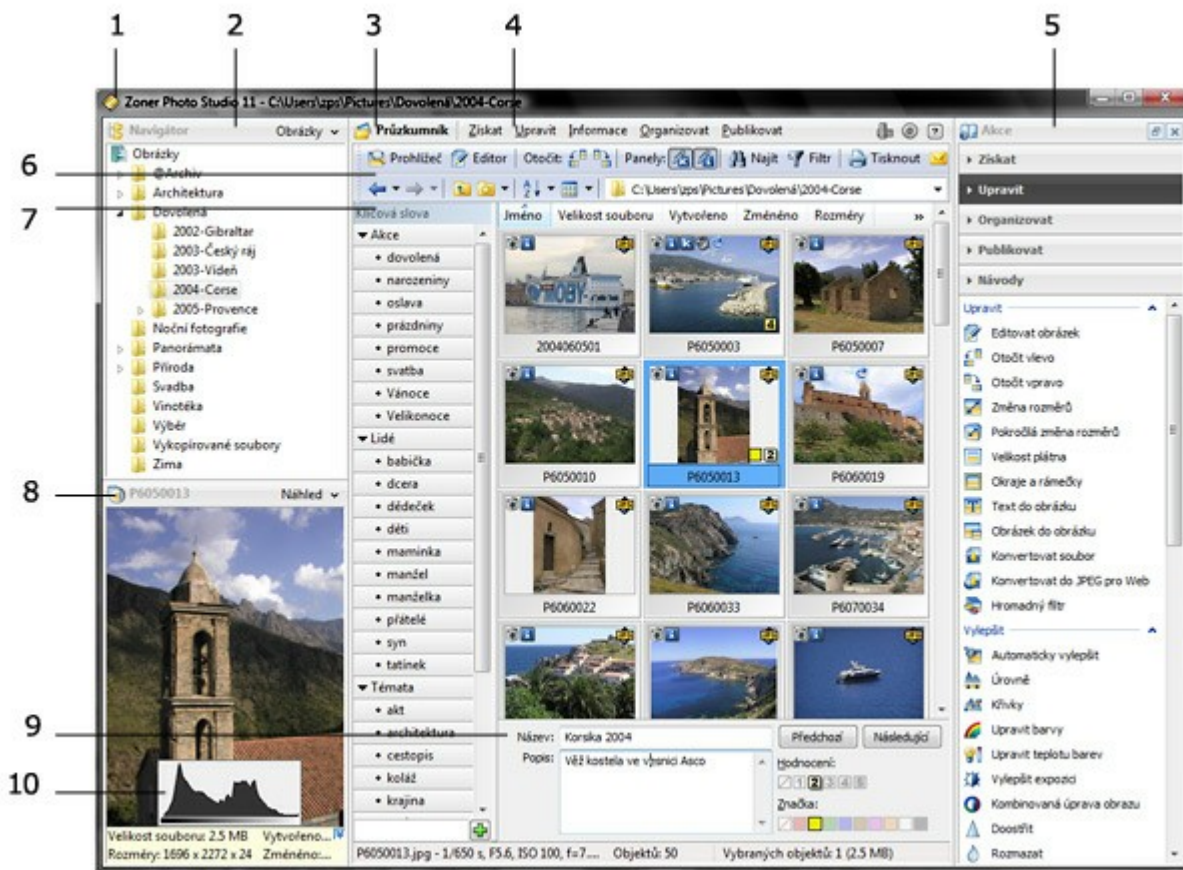 1 2 3 4 5
6
7
8
9
10
Zoner Photo Studio 11 - C:\Users\zps\Pictures\Dovolená\2004-Corse
Navigátor Obrázky
Obrázky
@Archiv
Architektura
Dovolená
2002-Gibraltar
2003-Český ráj
2003-Vídeň
2004-Corse
2005-Provence
Noční fotografie
Panorámata
Příroda
Svadba
Vinotéka
Výběr
Vykopírované soubory
Zima
P6050013 Náhled
Velikost souboru: 2.5 MB Vytvořeno...
Rozměry: 1696 x 2272 x 24 Změněno:...
Průzkumník Získat Upravit Informace Organizovat Publikovat
Prohlížeč Editor Otočit: Panely: Najít Filtr Tisknout
C:\Users\zps\Pictures\Dovolená\2004-Corse
Klíčová slova
Akce
dovolená
narozeniny
oslava
prázdniny
promoce
svatba
Vánoce
Velikonoce
Lidé
babička
dcera
dědeček
děti
maminka
manžel
manželka
přátelé
syn
tatínek
Témata
akt
architektura
cestopis
koláž
krajina
Jméno Velikost souboru Vytvořeno Změněno Rozměry »
MOBY
4
2004060501 P6050003 P6050007
2
P6050010 P6050013 P6060019
P6060022 P6060033 P6070034
Název: Korsika 2004
Předchozí Následující
Popis: Věž kostela ve vesnici Asco
Hodnocení:
1 2 3 4 5
Značka:
P6050013.jpg - 1/650 s, F5.6, ISO 100, f=7.... Objektů: 50 Vybraných objektů: 1 (2.5 MB)
Akce
Získat
Upravit
Organizovat
Publikovat
Návody
Upravit
Editovat obrázek
Otočit vlevo
Otočit vpravo
Změna rozměrů
Pokročilá změna rozměrů
Velikost plátna
Okraje a rámečky
Text do obrázku
Obrázek do obrázku
Konvertovat soubor
Konvertovat do JPEG pro Web
Hromadný filtr
Vylepšit
Automaticky vylepšit
Úrovně
Křivky
Upravit barvy
Upravit teplotu barev
Vylepšit expozici
Kombinovaná úprava obrazu
Doostřit
Rozmazat